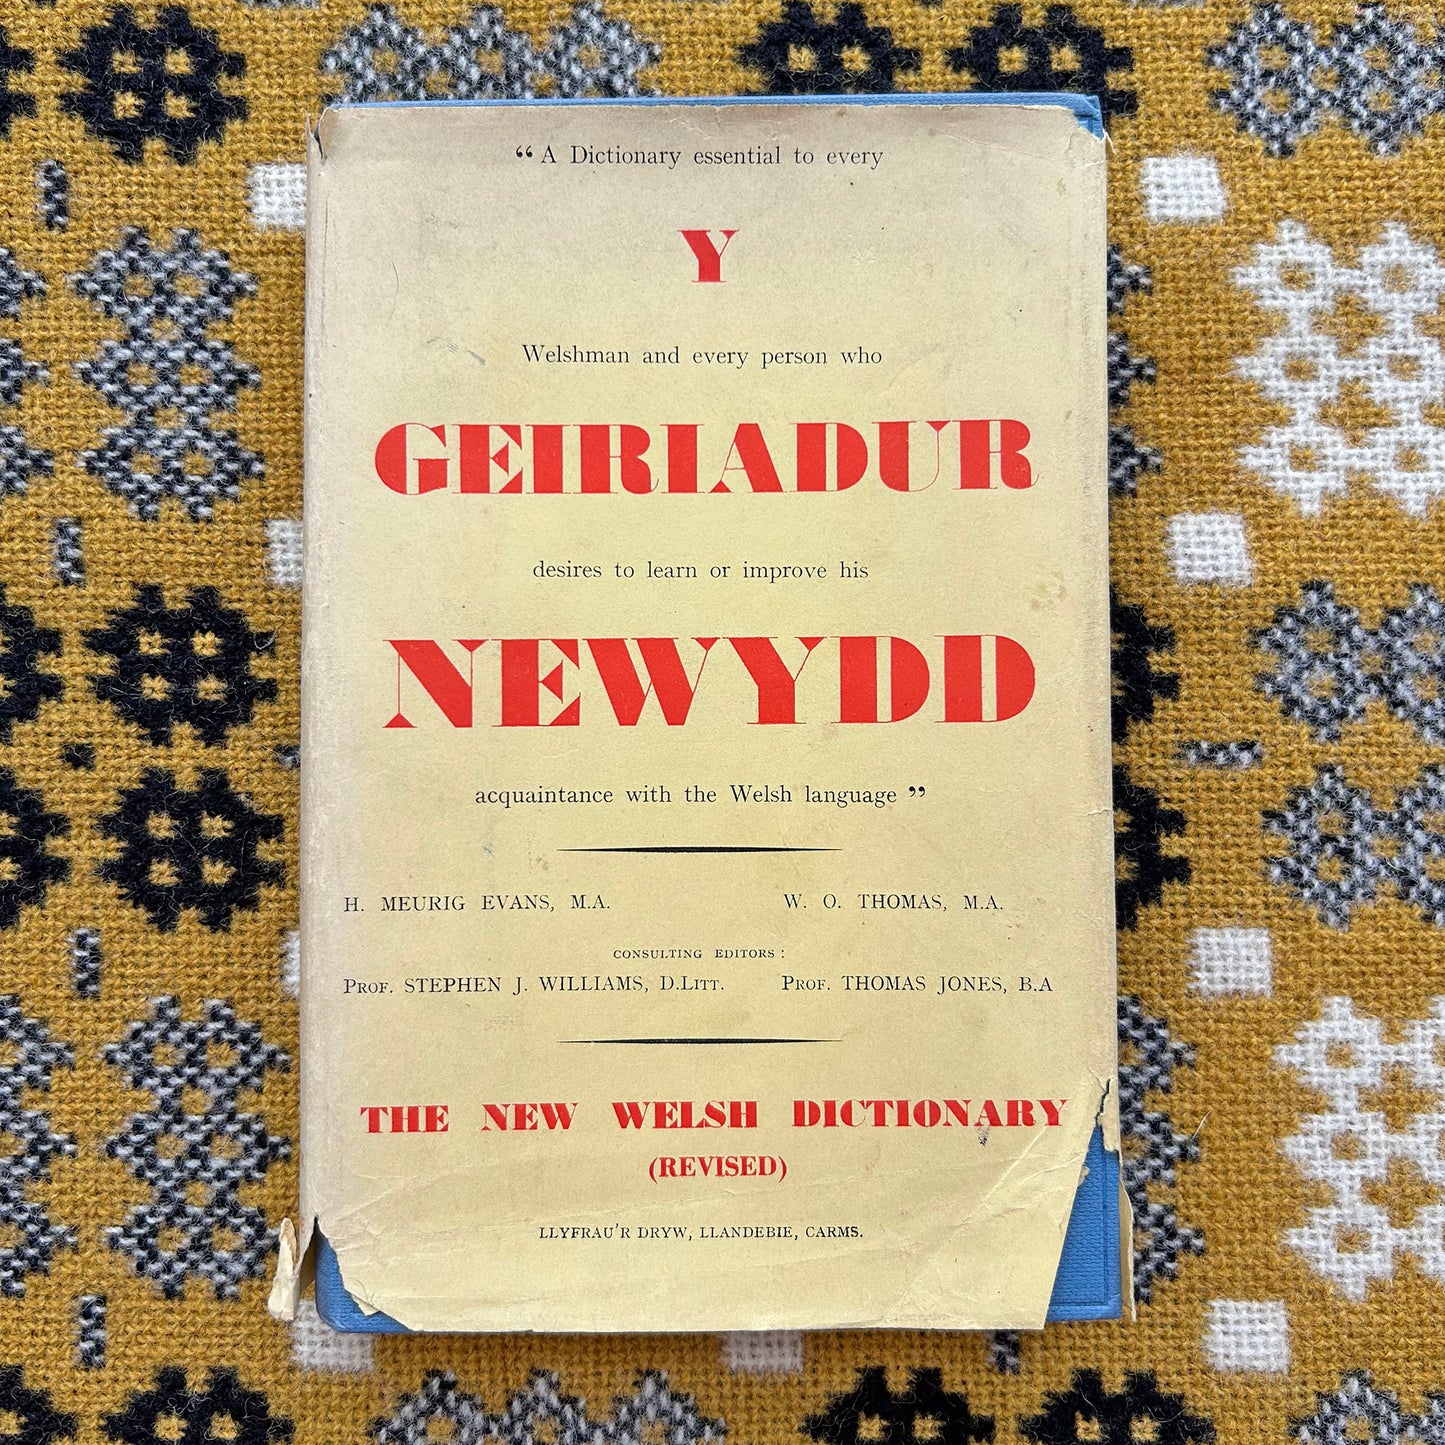 “ A Dictionary essential to every
Y
Welshman and every person who
GEIRIADUR
desires to learn or improve his
NEWYDD
acquaintance with the Welsh language ”
H. MEURIG EVANS, M.A. W. O. THOMAS, M.A.
CONSULTING EDITORS :
Prof. STEPHEN J. WILLIAMS, D.Litt. Prof. THOMAS JONES, B.A
THE NEW WELSH DICTIONARY
(REVISED)
LLYFRAU'R DRYW, LLANDEBIE, CARMS.